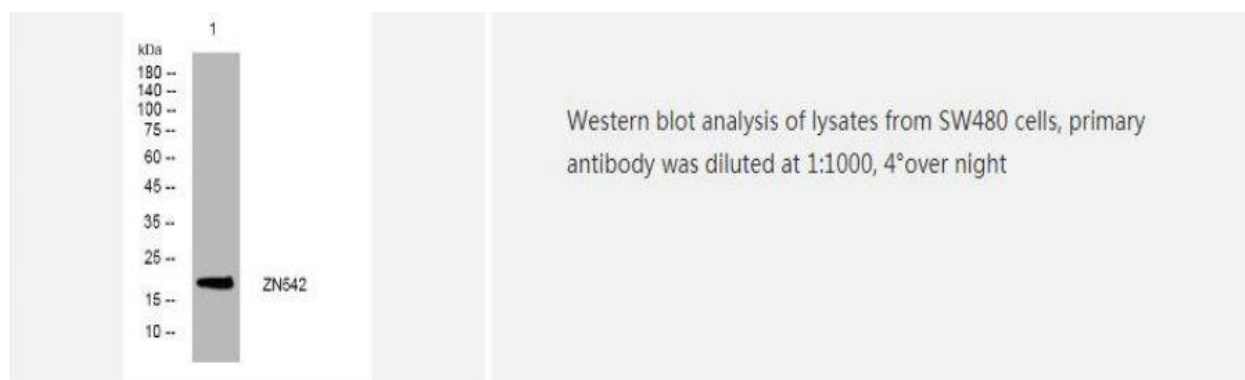 1
kDa
180 --
140 --
100 --
75 --
60 --
45 --
35 --
25 --
ZN542
15 --
10 --
Western blot analysis of lysates from SW480 cells, primary
antibody was diluted at 1:1000, 4°over night